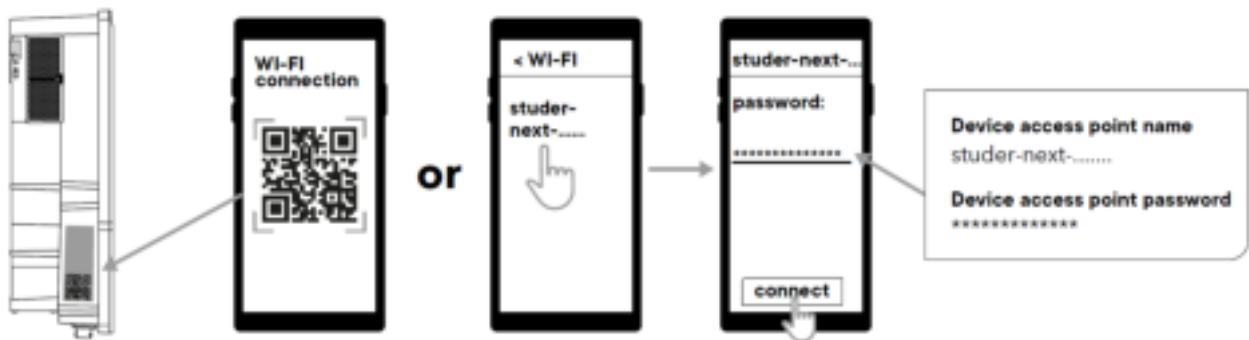 WI-FI
connection
or
< WI-FI
studer-
next-......
studer-next-...
password:
**************
connect
Device access point name
studer-next-.......
Device access point password
*************